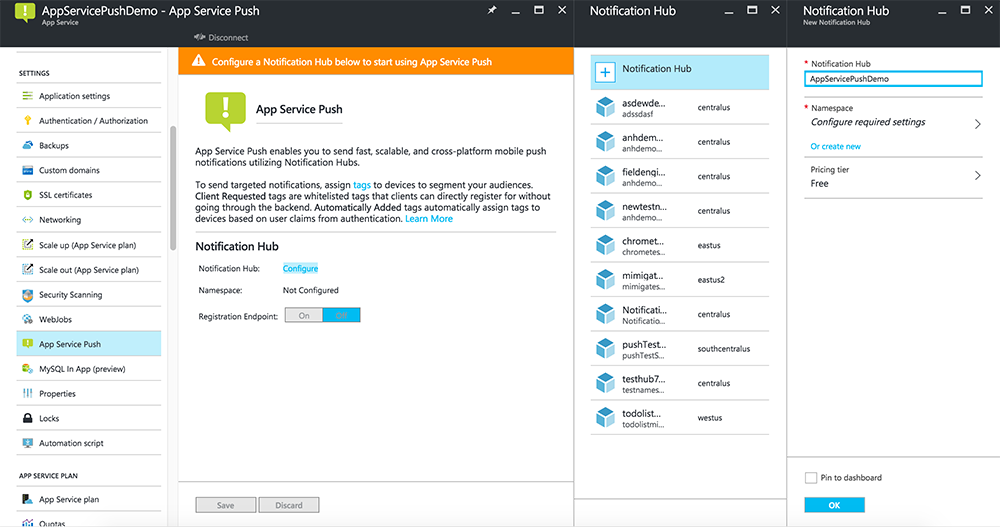 AppServicePushDemo - App Service Push
App Service
Disconnect
SETTINGS
Application settings
Authentication / Authorization
Backups
Custom domains
SSL certificates
Networking
Scale up (App Service plan)
Scale out (App Service plan)
Security Scanning
WebJobs
App Service Push
MySQL In App (preview)
Properties
Locks
Automation script
APP SERVICE PLAN
App Service plan
Quotas
Configure a Notification Hub below to start using App Service Push
App Service Push
App Service Push enables you to send fast, scalable, and cross-platform mobile push
notifications utilizing Notification Hubs.
To send targeted notifications, assign tags to devices to segment your audiences.
Client Requested tags are whitelisted tags that clients can directly register for without
going through the backend. Automatically Added tags automatically assign tags to
devices based on user claims from authentication. Learn More
Notification Hub
Notification Hub: Configure
Namespace: Not Configured
Registration Endpoint: On Off
Save Discard
Notification Hub
Notification Hub
asdewde... centralus
adssdasf
anhdem... centralus
anhdemo...
fieldenqi... centralus
anhdemo...
newtestn... centralus
anhdemo...
chromet... eastus
chrometes...
mimigat... eastus2
mimigates...
Notificati... centralus
Notificatio...
pushTest... southcentralus
pushTestS...
testhub7... centralus
testnames...
todolist... westus
todolistmi...
Notification Hub
New Notification Hub
* Notification Hub
AppServicePushDemo
* Namespace
Configure required settings
Or create new
Pricing tier
Free
Pin to dashboard
OK